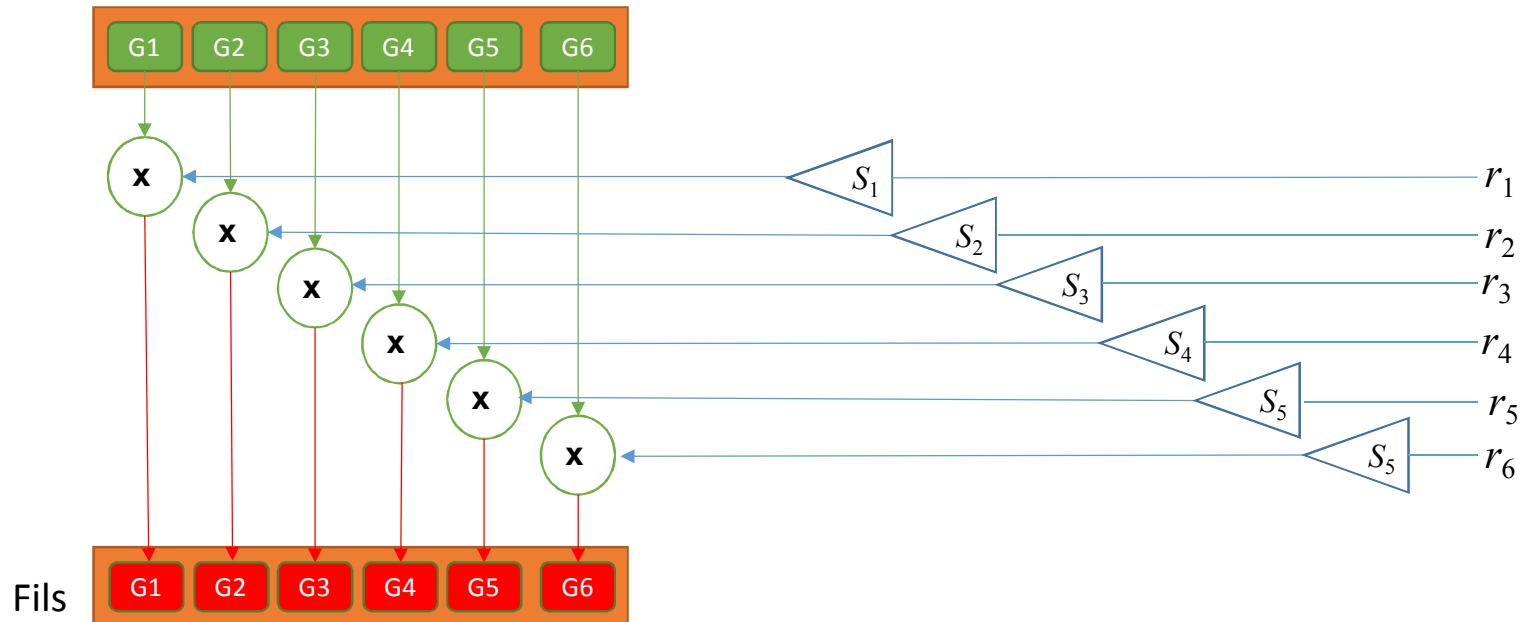 G1 G2 G3 G4 G5 G6
x S₁ r₁
x S₂ r₂
x S₃ r₃
x S₄ r₄
x S₅ r₅
x S₅ r₆
Fils G1 G2 G3 G4 G5 G6